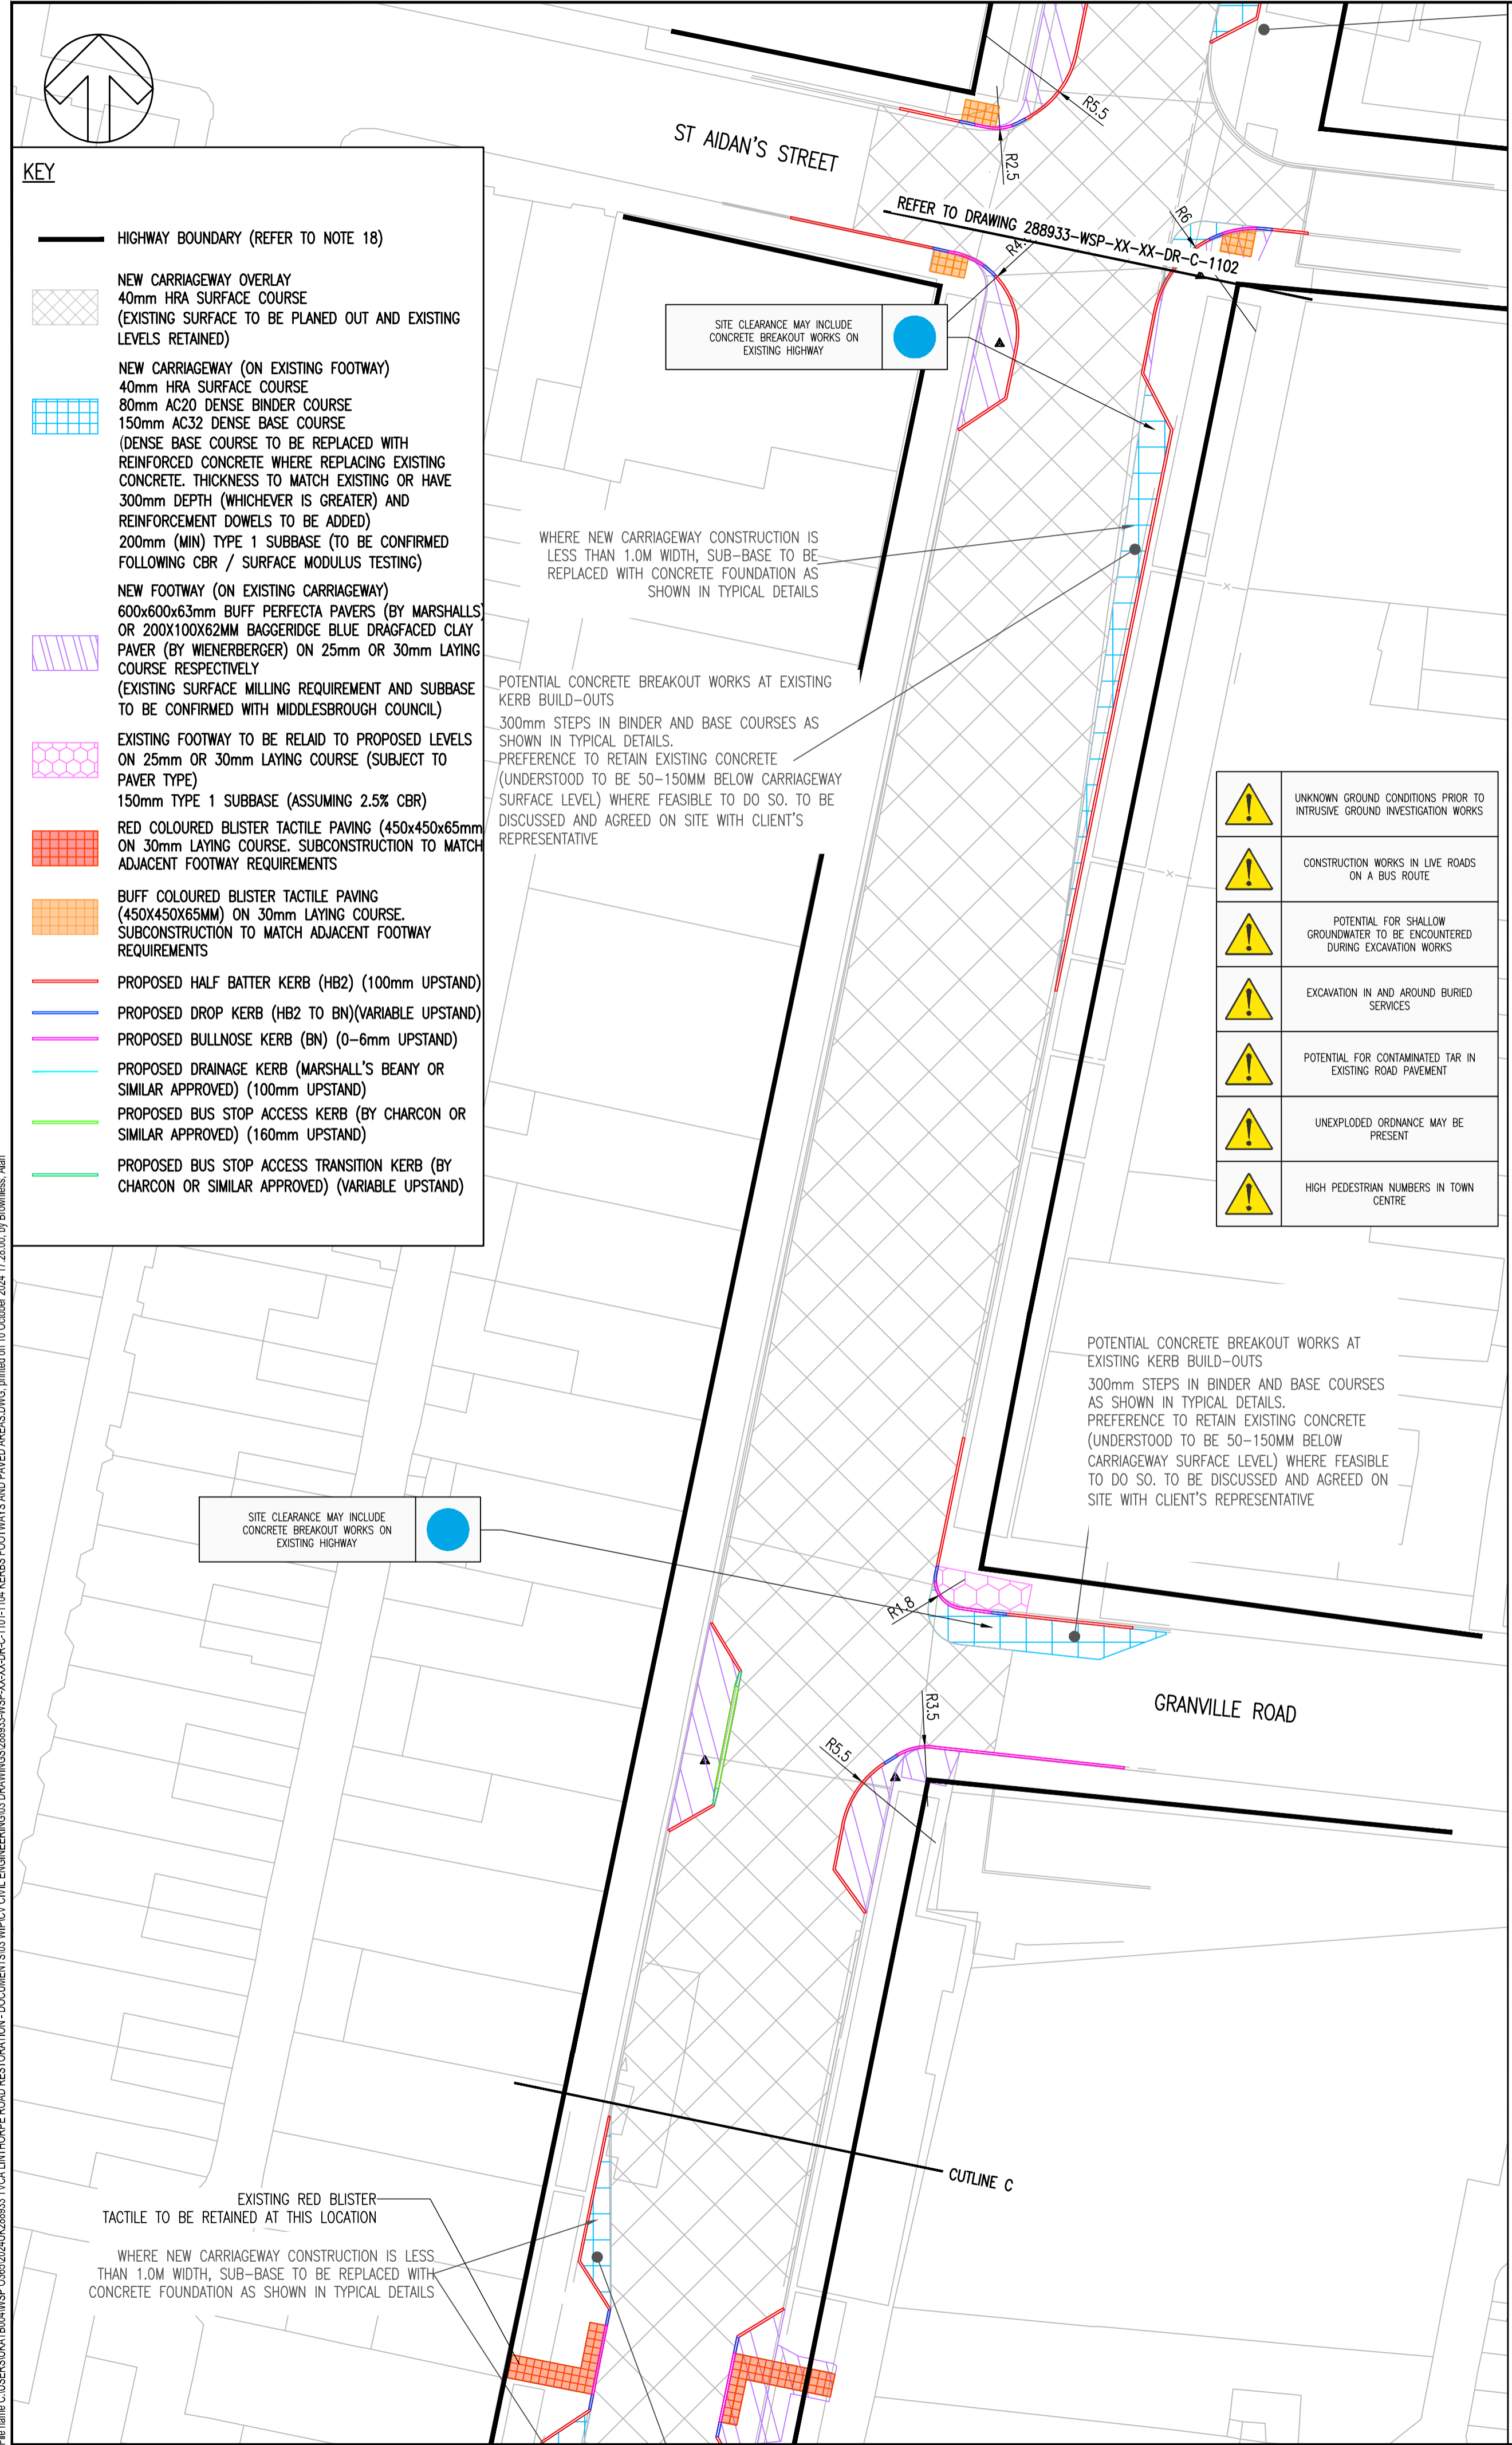 KEY
HIGHWAY BOUNDARY (REFER TO NOTE 18)
NEW CARRIAGEWAY OVERLAY
40mm HRA SURFACE COURSE
(EXISTING SURFACE TO BE PLANED OUT AND EXISTING
LEVELS RETAINED)
NEW CARRIAGEWAY (ON EXISTING FOOTWAY)
40mm HRA SURFACE COURSE
80mm AC20 DENSE BINDER COURSE
150mm AC32 DENSE BASE COURSE
(DENSE BASE COURSE TO BE REPLACED WITH
REINFORCED CONCRETE WHERE REPLACING EXISTING
CONCRETE. THICKNESS TO MATCH EXISTING OR HAVE
300mm DEPTH (WHICHEVER IS GREATER) AND
REINFORCEMENT DOWELS TO BE ADDED)
200mm (MIN) TYPE 1 SUBBASE (TO BE CONFIRMED
FOLLOWING CBR / SURFACE MODULUS TESTING)
NEW FOOTWAY (ON EXISTING CARRIAGEWAY)
600x600x63mm BUFF PERFECTA PAVERS (BY MARSHALLS)
OR 200X100X62MM BAGGERIDGE BLUE DRAGFACED CLAY
PAVER (BY WIENERBERGER) ON 25mm OR 30mm LAYING
COURSE RESPECTIVELY
(EXISTING SURFACE MILLING REQUIREMENT AND SUBBASE
TO BE CONFIRMED WITH MIDDLESBROUGH COUNCIL)
EXISTING FOOTWAY TO BE RELAID TO PROPOSED LEVELS
ON 25mm OR 30mm LAYING COURSE (SUBJECT TO
PAVER TYPE)
150mm TYPE 1 SUBBASE (ASSUMING 2.5% CBR)
RED COLOURED BLISTER TACTILE PAVING (450x450x65mm
ON 30mm LAYING COURSE. SUBCONSTRUCTION TO MATCH
ADJACENT FOOTWAY REQUIREMENTS
BUFF COLOURED BLISTER TACTILE PAVING
(450X450X65MM) ON 30mm LAYING COURSE.
SUBCONSTRUCTION TO MATCH ADJACENT FOOTWAY
REQUIREMENTS
PROPOSED HALF BATTER KERB (HB2) (100mm UPSTAND)
PROPOSED DROP KERB (HB2 TO BN)(VARIABLE UPSTAND)
PROPOSED BULLNOSE KERB (BN) (0-6mm UPSTAND)
PROPOSED DRAINAGE KERB (MARSHALL'S BEANY OR
SIMILAR APPROVED) (100mm UPSTAND)
PROPOSED BUS STOP ACCESS KERB (BY CHARCON OR
SIMILAR APPROVED) (160mm UPSTAND)
PROPOSED BUS STOP ACCESS TRANSITION KERB (BY
CHARCON OR SIMILAR APPROVED) (VARIABLE UPSTAND)
ST AIDAN'S STREET
R5.5
R2.5
REFER TO DRAWING 288933-WSP-XX-XX-DR-C-1102
R6
R4.
SITE CLEARANCE MAY INCLUDE
CONCRETE BREAKOUT WORKS ON
EXISTING HIGHWAY
WHERE NEW CARRIAGEWAY CONSTRUCTION IS
LESS THAN 1.0M WIDTH, SUB-BASE TO BE
REPLACED WITH CONCRETE FOUNDATION AS
SHOWN IN TYPICAL DETAILS
POTENTIAL CONCRETE BREAKOUT WORKS AT EXISTING
KERB BUILD-OUTS
300mm STEPS IN BINDER AND BASE COURSES AS
SHOWN IN TYPICAL DETAILS.
PREFERENCE TO RETAIN EXISTING CONCRETE
(UNDERSTOOD TO BE 50-150MM BELOW CARRIAGEWAY
SURFACE LEVEL) WHERE FEASIBLE TO DO SO. TO BE
DISCUSSED AND AGREED ON SITE WITH CLIENT'S
REPRESENTATIVE
UNKNOWN GROUND CONDITIONS PRIOR TO
INTRUSIVE GROUND INVESTIGATION WORKS
CONSTRUCTION WORKS IN LIVE ROADS
ON A BUS ROUTE
POTENTIAL FOR SHALLOW
GROUNDWATER TO BE ENCOUNTERED
DURING EXCAVATION WORKS
EXCAVATION IN AND AROUND BURIED
SERVICES
POTENTIAL FOR CONTAMINATED TAR IN
EXISTING ROAD PAVEMENT
UNEXPLODED ORDNANCE MAY BE
PRESENT
HIGH PEDESTRIAN NUMBERS IN TOWN
CENTRE
POTENTIAL CONCRETE BREAKOUT WORKS AT
EXISTING KERB BUILD-OUTS
300mm STEPS IN BINDER AND BASE COURSES
AS SHOWN IN TYPICAL DETAILS.
PREFERENCE TO RETAIN EXISTING CONCRETE
(UNDERSTOOD TO BE 50-150MM BELOW
CARRIAGEWAY SURFACE LEVEL) WHERE FEASIBLE
TO DO SO. TO BE DISCUSSED AND AGREED ON
SITE WITH CLIENT'S REPRESENTATIVE
SITE CLEARANCE MAY INCLUDE
CONCRETE BREAKOUT WORKS ON
EXISTING HIGHWAY
R1.8
GRANVILLE ROAD
R3.5
R5.5
CUTLINE C
EXISTING RED BLISTER
TACTILE TO BE RETAINED AT THIS LOCATION
WHERE NEW CARRIAGEWAY CONSTRUCTION IS LESS
THAN 1.0M WIDTH, SUB-BASE TO BE REPLACED WITH
CONCRETE FOUNDATION AS SHOWN IN TYPICAL DETAILS